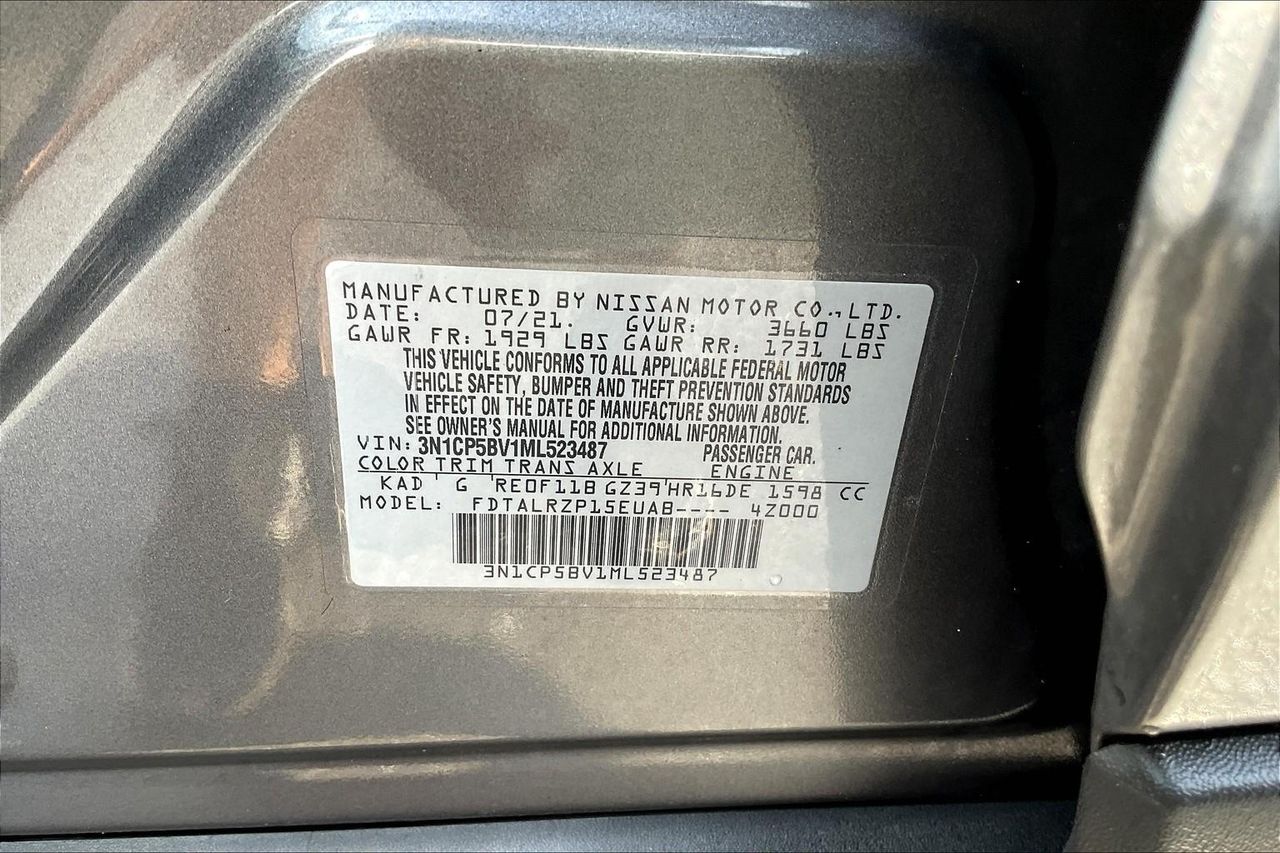 MANUFACTURED BY NISSAN MOTOR CO., LTD.
DATE: 07/21. GVWR: 3660 LBS
GAWR FR: 1929 LBS GAWR RR: 1731 LBS
THIS VEHICLE CONFORMS TO ALL APPLICABLE FEDERAL MOTOR
VEHICLE SAFETY, BUMPER AND THEFT PREVENTION STANDARDS
IN EFFECT ON THE DATE OF MANUFACTURE SHOWN ABOVE.
SEE OWNER'S MANUAL FOR ADDITIONAL INFORMATION.
VIN: 3N1CP5BV1ML523487 PASSENGER CAR.
COLOR TRIM TRANS AXLE ENGINE
KAD G RE0F11B GZ39 HR16DE 1598 CC
MODEL: FDTALRZP15EUAB---- 4Z000
3N1CP5BV1ML523487